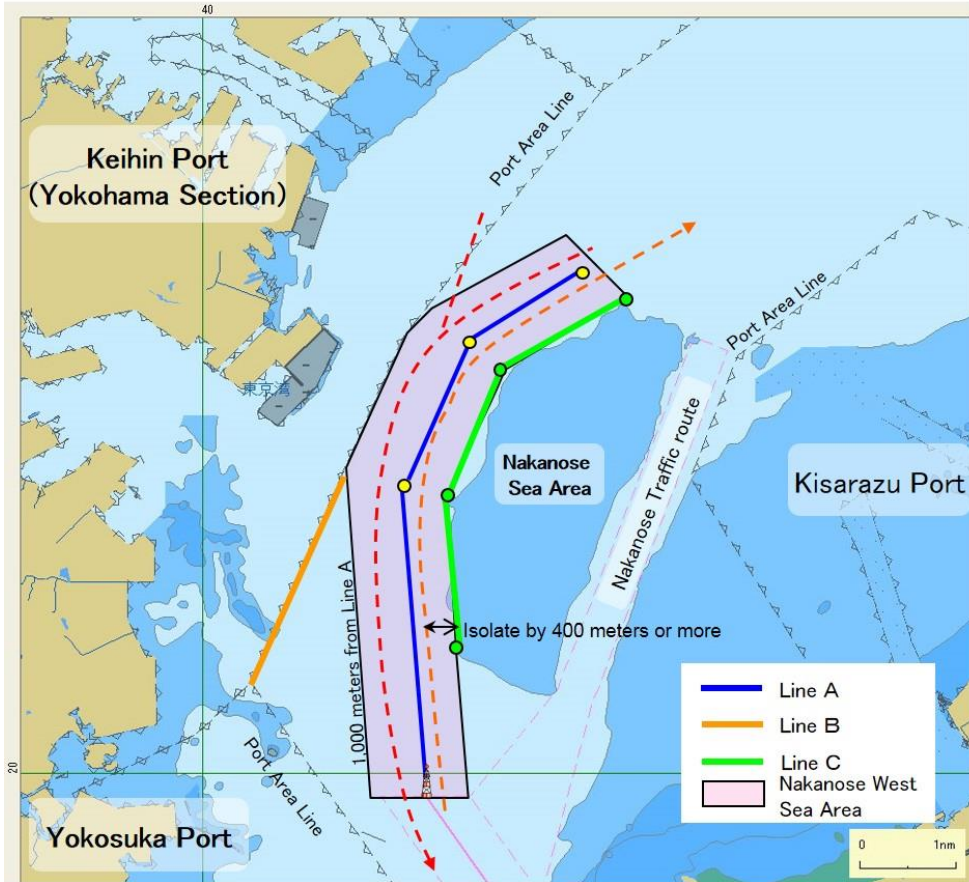 40
Keihin Port
(Yokohama Section)
Port Area Line
Port Area Line
東京湾
Nakanose
Sea Area
Nakanose Traffic route
Kisarazu Port
1,000 meters from Line A
Isolate by 400 meters or more
Line A
Line B
Line C
Nakanose West
Sea Area
20
Port Area Line
Yokosuka Port
0 1nm